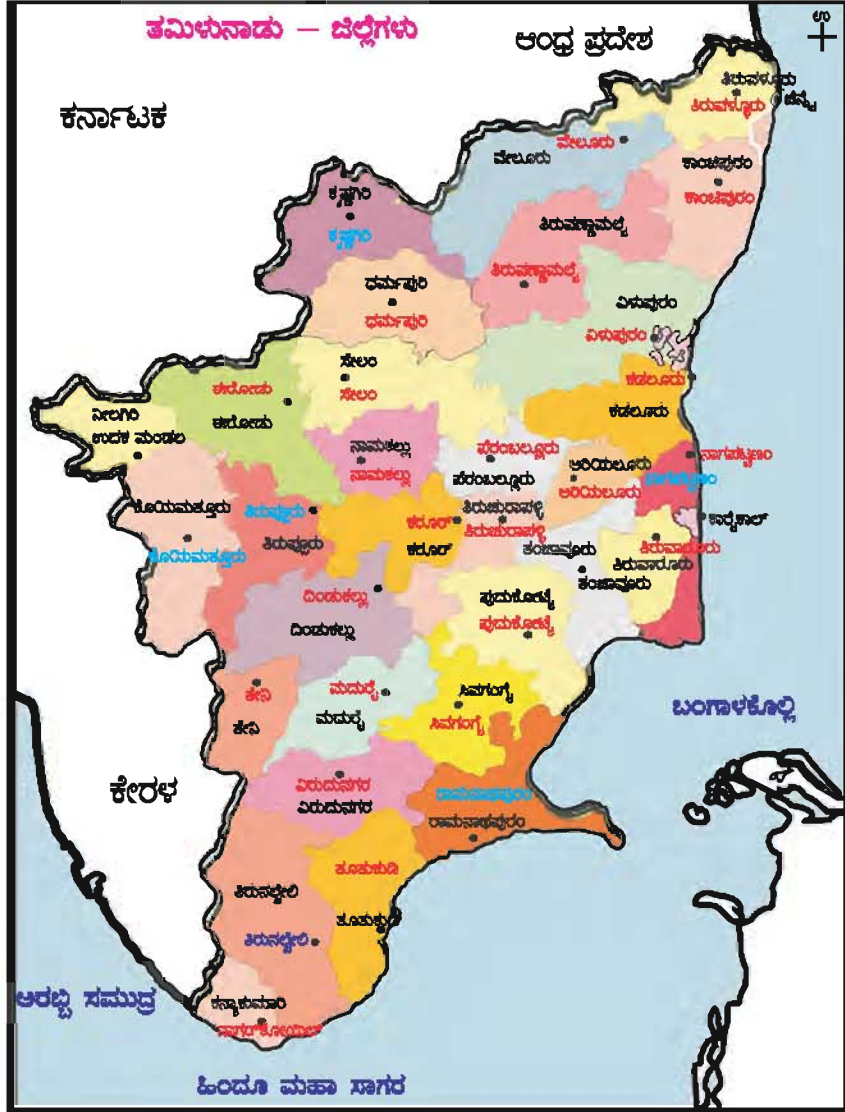 ತಮಿಳುನಾಡು – ಜಿಲ್ಲೆಗಳು
ಆಂಧ್ರ ಪ್ರದೇಶ
ಕರ್ನಾಟಕ
ತಿರುವಳ್ಳೂರು
ತಿರುವಳ್ಳೂರು
ಚೆನ್ನೈ
ವೇಲೂರು
ವೇಲೂರು
ಕಾಂಚಿಪುರಂ
ಕಾಂಚಿಪುರಂ
ಕೃಷ್ಣಗಿರಿ
ಕೃಷ್ಣಗಿರಿ
ತಿರುವಣ್ಣಾಮಲೈ
ತಿರುವಣ್ಣಾಮಲೈ
ಧರ್ಮಪುರಿ
ಧರ್ಮಪುರಿ
ವಿಳುಪುರಂ
ವಿಳುಪುರಂ
ಸೇಲಂ
ಸೇಲಂ
ಈರೋಡು
ಈರೋಡು
ಕಡಲೂರು
ಕಡಲೂರು
ನೀಲಗಿರಿ
ಉದಕ ಮಂಡಲ
ನಾಮಕಲ್ಲು
ನಾಮಕಲ್ಲು
ಪೆರಂಬಲ್ಲೂರು
ಪೆರಂಬಲ್ಲೂರು
ಅರಿಯಲೂರು
ಅರಿಯಲೂರು
ನಾಗಪಟ್ಟಣಂ
ನಾಗಪಟ್ಟಣಂ
ಕೊಯಮತ್ತೂರು
ಕೊಯಮತ್ತೂರು
ತಿರುಪ್ಪೂರು
ತಿರುಪ್ಪೂರು
ಕರೂರ್
ಕರೂರ್
ತಿರುಚುರಾಪಳ್ಳಿ
ತಿರುಚುರಾಪಳ್ಳಿ
ಕಾರೈಕಾಲ್
ತಂಜಾವೂರು
ತಂಜಾವೂರು
ತಿರುವಾರೂರು
ತಿರುವಾರೂರು
ದಿಂಡುಕಲ್ಲು
ದಿಂಡುಕಲ್ಲು
ಪುದುಕೋಟೈ
ಪುದುಕೋಟೈ
ತೇನಿ
ತೇನಿ
ಮದುರೈ
ಮದುರೈ
ಸಿವಗಂಗೈ
ಸಿವಗಂಗೈ
ಬಂಗಾಳಕೊಲ್ಲಿ
ಕೇರಳ
ವಿರುದುನಗರ
ವಿರುದುನಗರ
ರಾಮನಾಥಪುರಂ
ರಾಮನಾಥಪುರಂ
ತೂತುಕುಡಿ
ತೂತುಕ್ಕುಡಿ
ತಿರುನಲ್ವೇಲಿ
ತಿರುನಲ್ವೇಲಿ
ಅರಬ್ಬಿ ಸಮುದ್ರ
ಕನ್ಯಾಕುಮಾರಿ
ನಾಗರ್‌ಕೋಯಿಲ್
ಹಿಂದೂ ಮಹಾ ಸಾಗರ